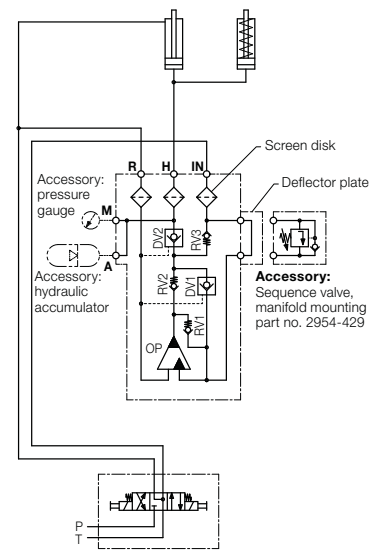 R H IN
Screen disk
Deflector plate
Accessory:
pressure
gauge
M
DV2
RV3
Accessory:
hydraulic
accumulator
A
RV2
DV1
Accessory:
Sequence valve,
manifold mounting
part no. 2954-429
RV1
OP
P
T